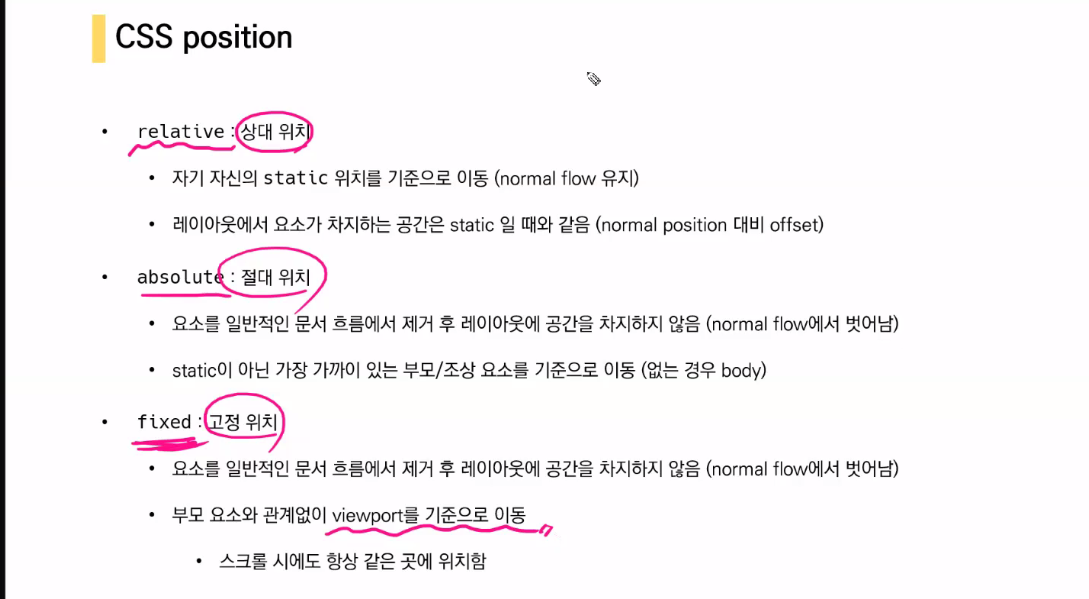 CSS position
• relative : 상대 위치
• 자기 자신의 static 위치를 기준으로 이동 (normal flow 유지)
• 레이아웃에서 요소가 차지하는 공간은 static 일 때와 같음 (normal position 대비 offset)
• absolute : 절대 위치
• 요소를 일반적인 문서 흐름에서 제거 후 레이아웃에 공간을 차지하지 않음 (normal flow에서 벗어남)
• static이 아닌 가장 가까이 있는 부모/조상 요소를 기준으로 이동 (없는 경우 body)
• fixed : 고정 위치
• 요소를 일반적인 문서 흐름에서 제거 후 레이아웃에 공간을 차지하지 않음 (normal flow에서 벗어남)
• 부모 요소와 관계없이 viewport를 기준으로 이동
• 스크롤 시에도 항상 같은 곳에 위치함